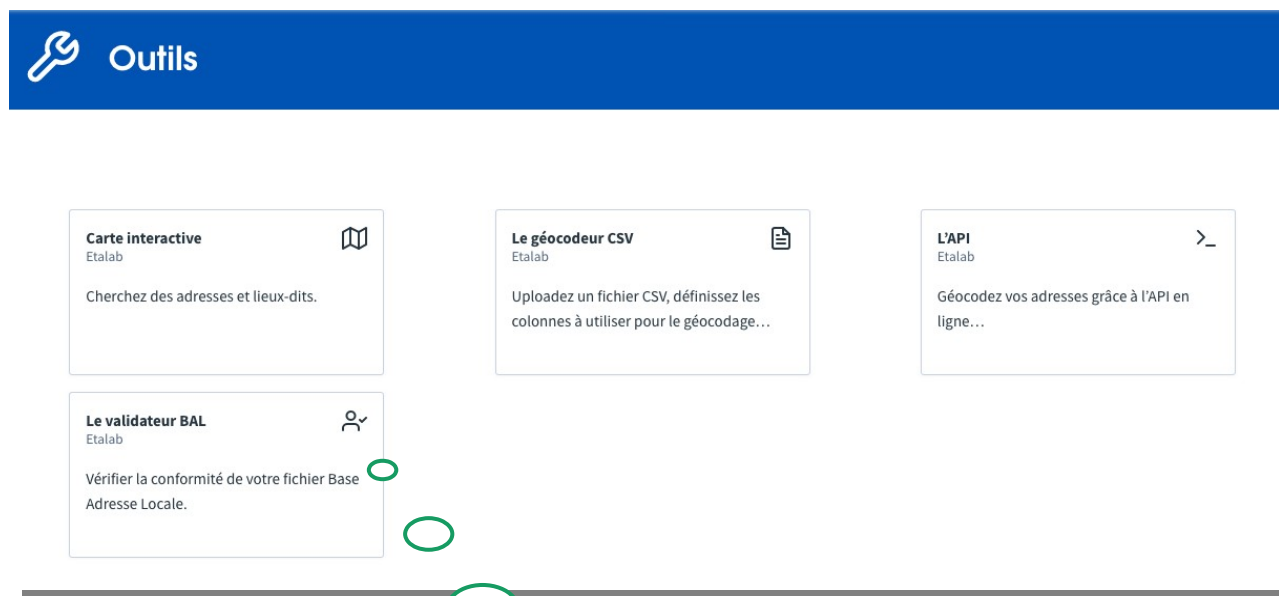 Outils
Carte interactive
Etalab
Cherchez des adresses et lieux-dits.
Le géocodeur CSV
Etalab
Uploadez un fichier CSV, définissez les
colonnes à utiliser pour le géocodage…
L’API
Etalab
Géocodez vos adresses grâce à l’API en
ligne…
Le validateur BAL
Etalab
Vérifier la conformité de votre fichier Base
Adresse Locale.